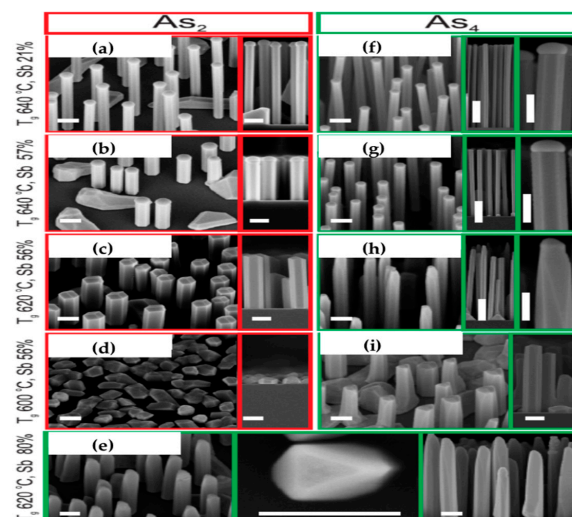 As₂
As₄
Tg 640 °C, Sb 21%
(a)
(f)
Tg 640 °C, Sb 57%
(b)
(g)
Tg 620 °C, Sb 56%
(c)
(h)
Tg 600 °C, Sb 56%
(d)
(i)
Tg 620 °C, Sb 80%
(e)